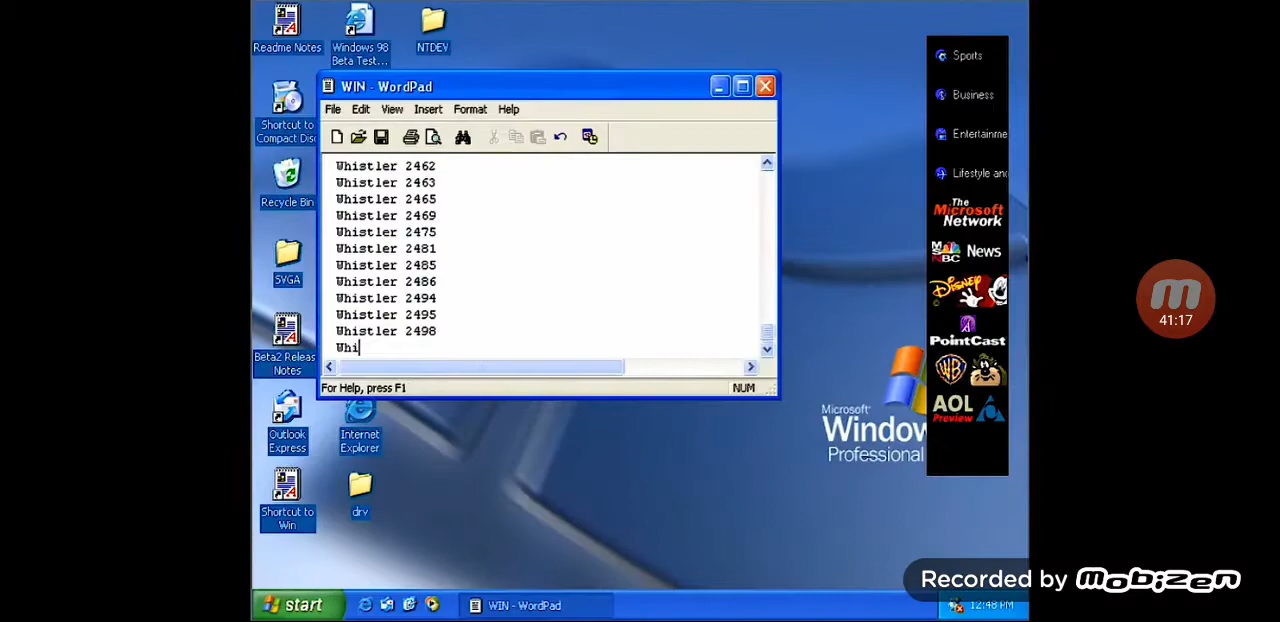 Readme Notes
Windows 98
Beta Test...
NTDEV
Shortcut to
Compact Disc
Recycle Bin
SVGA
Beta2 Releas
Notes
Outlook
Express
Internet
Explorer
Shortcut to
Win
drv
WIN - WordPad
File Edit View Insert Format Help
Whistler 2462
Whistler 2463
Whistler 2465
Whistler 2469
Whistler 2475
Whistler 2481
Whistler 2485
Whistler 2486
Whistler 2494
Whistler 2495
Whistler 2498
Whi
For Help, press F1
NUM
Sports
Business
Entertainme
Lifestyle and
The
Microsoft
Network
MSNBC News
Disney
PointCast
WB
AOL
Preview
Microsoft
Window
Professional
M
41:17
Recorded by mobizen
start
WIN - WordPad
12:48 PM